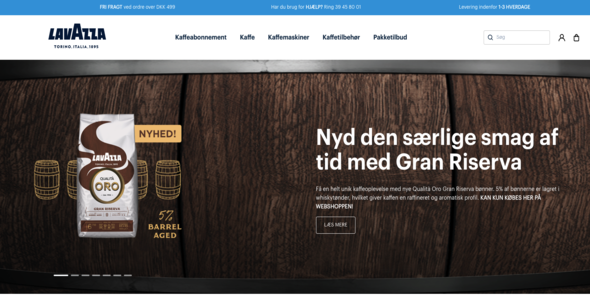 FRI FRAGT ved ordre over DKK 499
Har du brug for HJÆLP? Ring 38 45 80 01
Levering indenfor 1-3 HVERDAGE
LAVAZZA
TORINO, ITALIA, 1895
Kaffeabonnement
Kaffe
Kaffemaskiner
Kaffetilbehør
Pakketilbud
Søg
NYHED!
LAVAZZA
QUALITÀ
ORO
GRAN RISERVA
5%
BARREL
AGED
Nyd den særlige smag af
tid med Gran Riserva
Få en helt unik kaffeoplevelse med nye Qualità Oro Gran Riserva bønner. 5% af bønnerne er lagret i
whiskytønder, hvilket giver kaffen en raffineret og aromatisk profil. KAN KUN KØBES HER PÅ
WEBSHOPPEN!
LÆS MERE